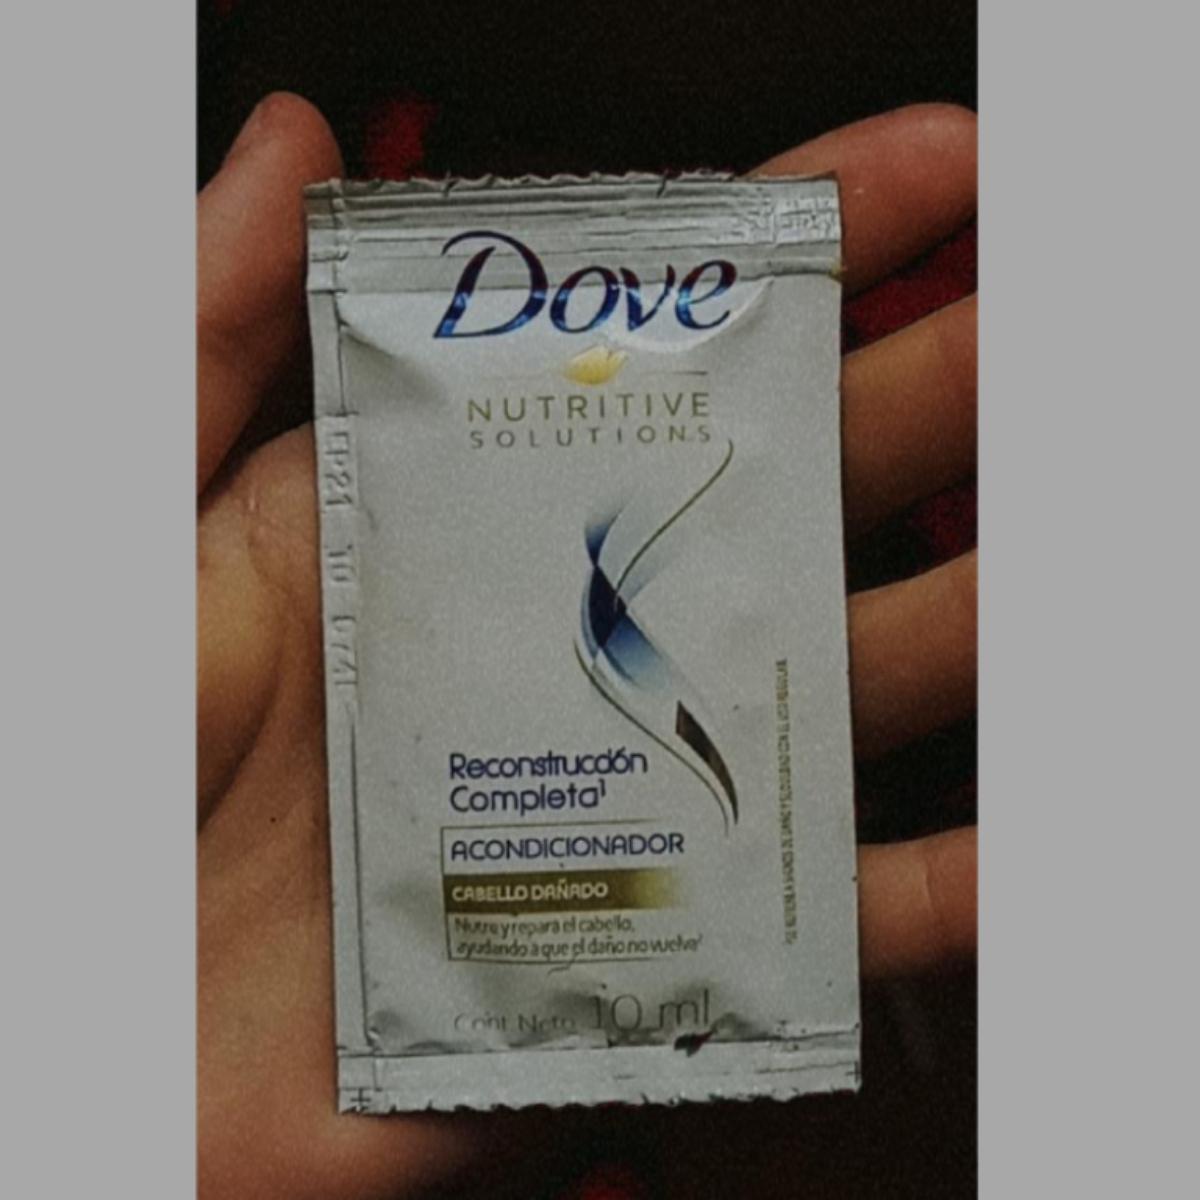 Dove
NUTRITIVE
SOLUTIONS
Reconstrucción
Completa¹
ACONDICIONADOR
CABELLO DAÑADO
Nutre y repara el cabello,
ayudando a que el daño no vuelva¹
Cont Neto 10 ml